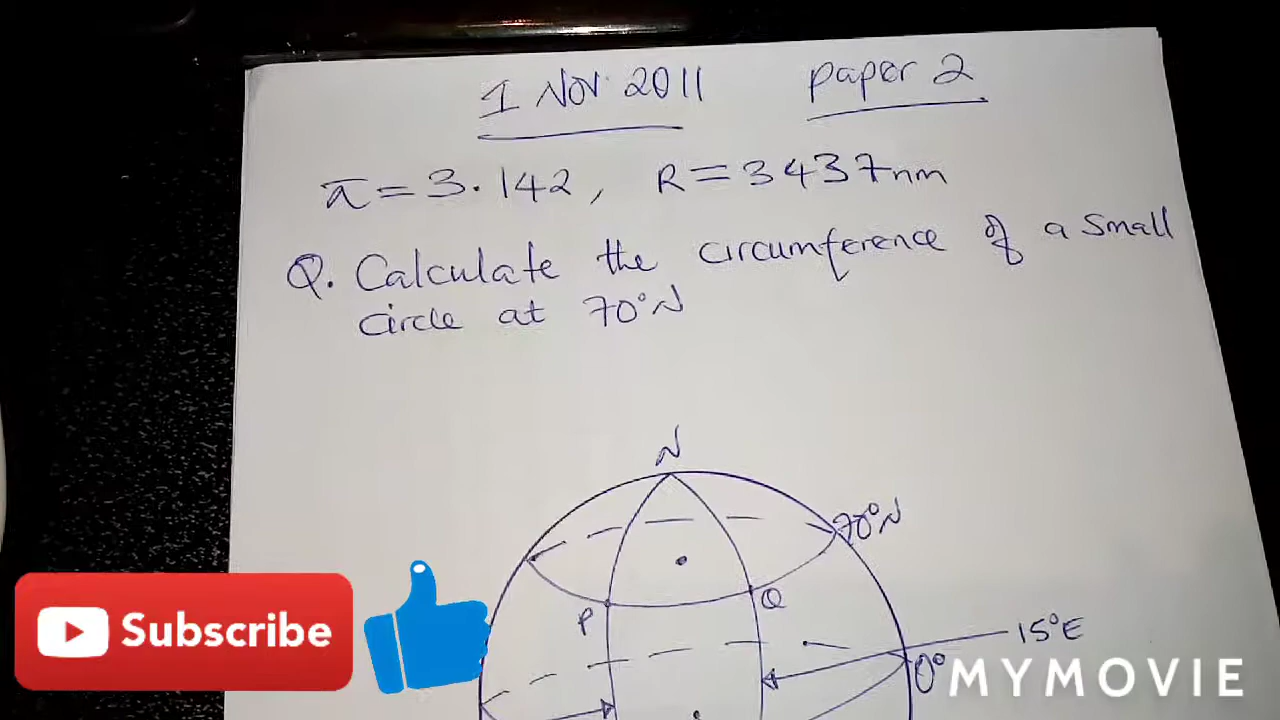 1 Nov 2011 paper 2
π = 3.142, R = 3437nm
Q. Calculate the circumference of a small
circle at 70°N
N
70°N
P
Q
15°E
0°
Subscribe
MYMOVIE